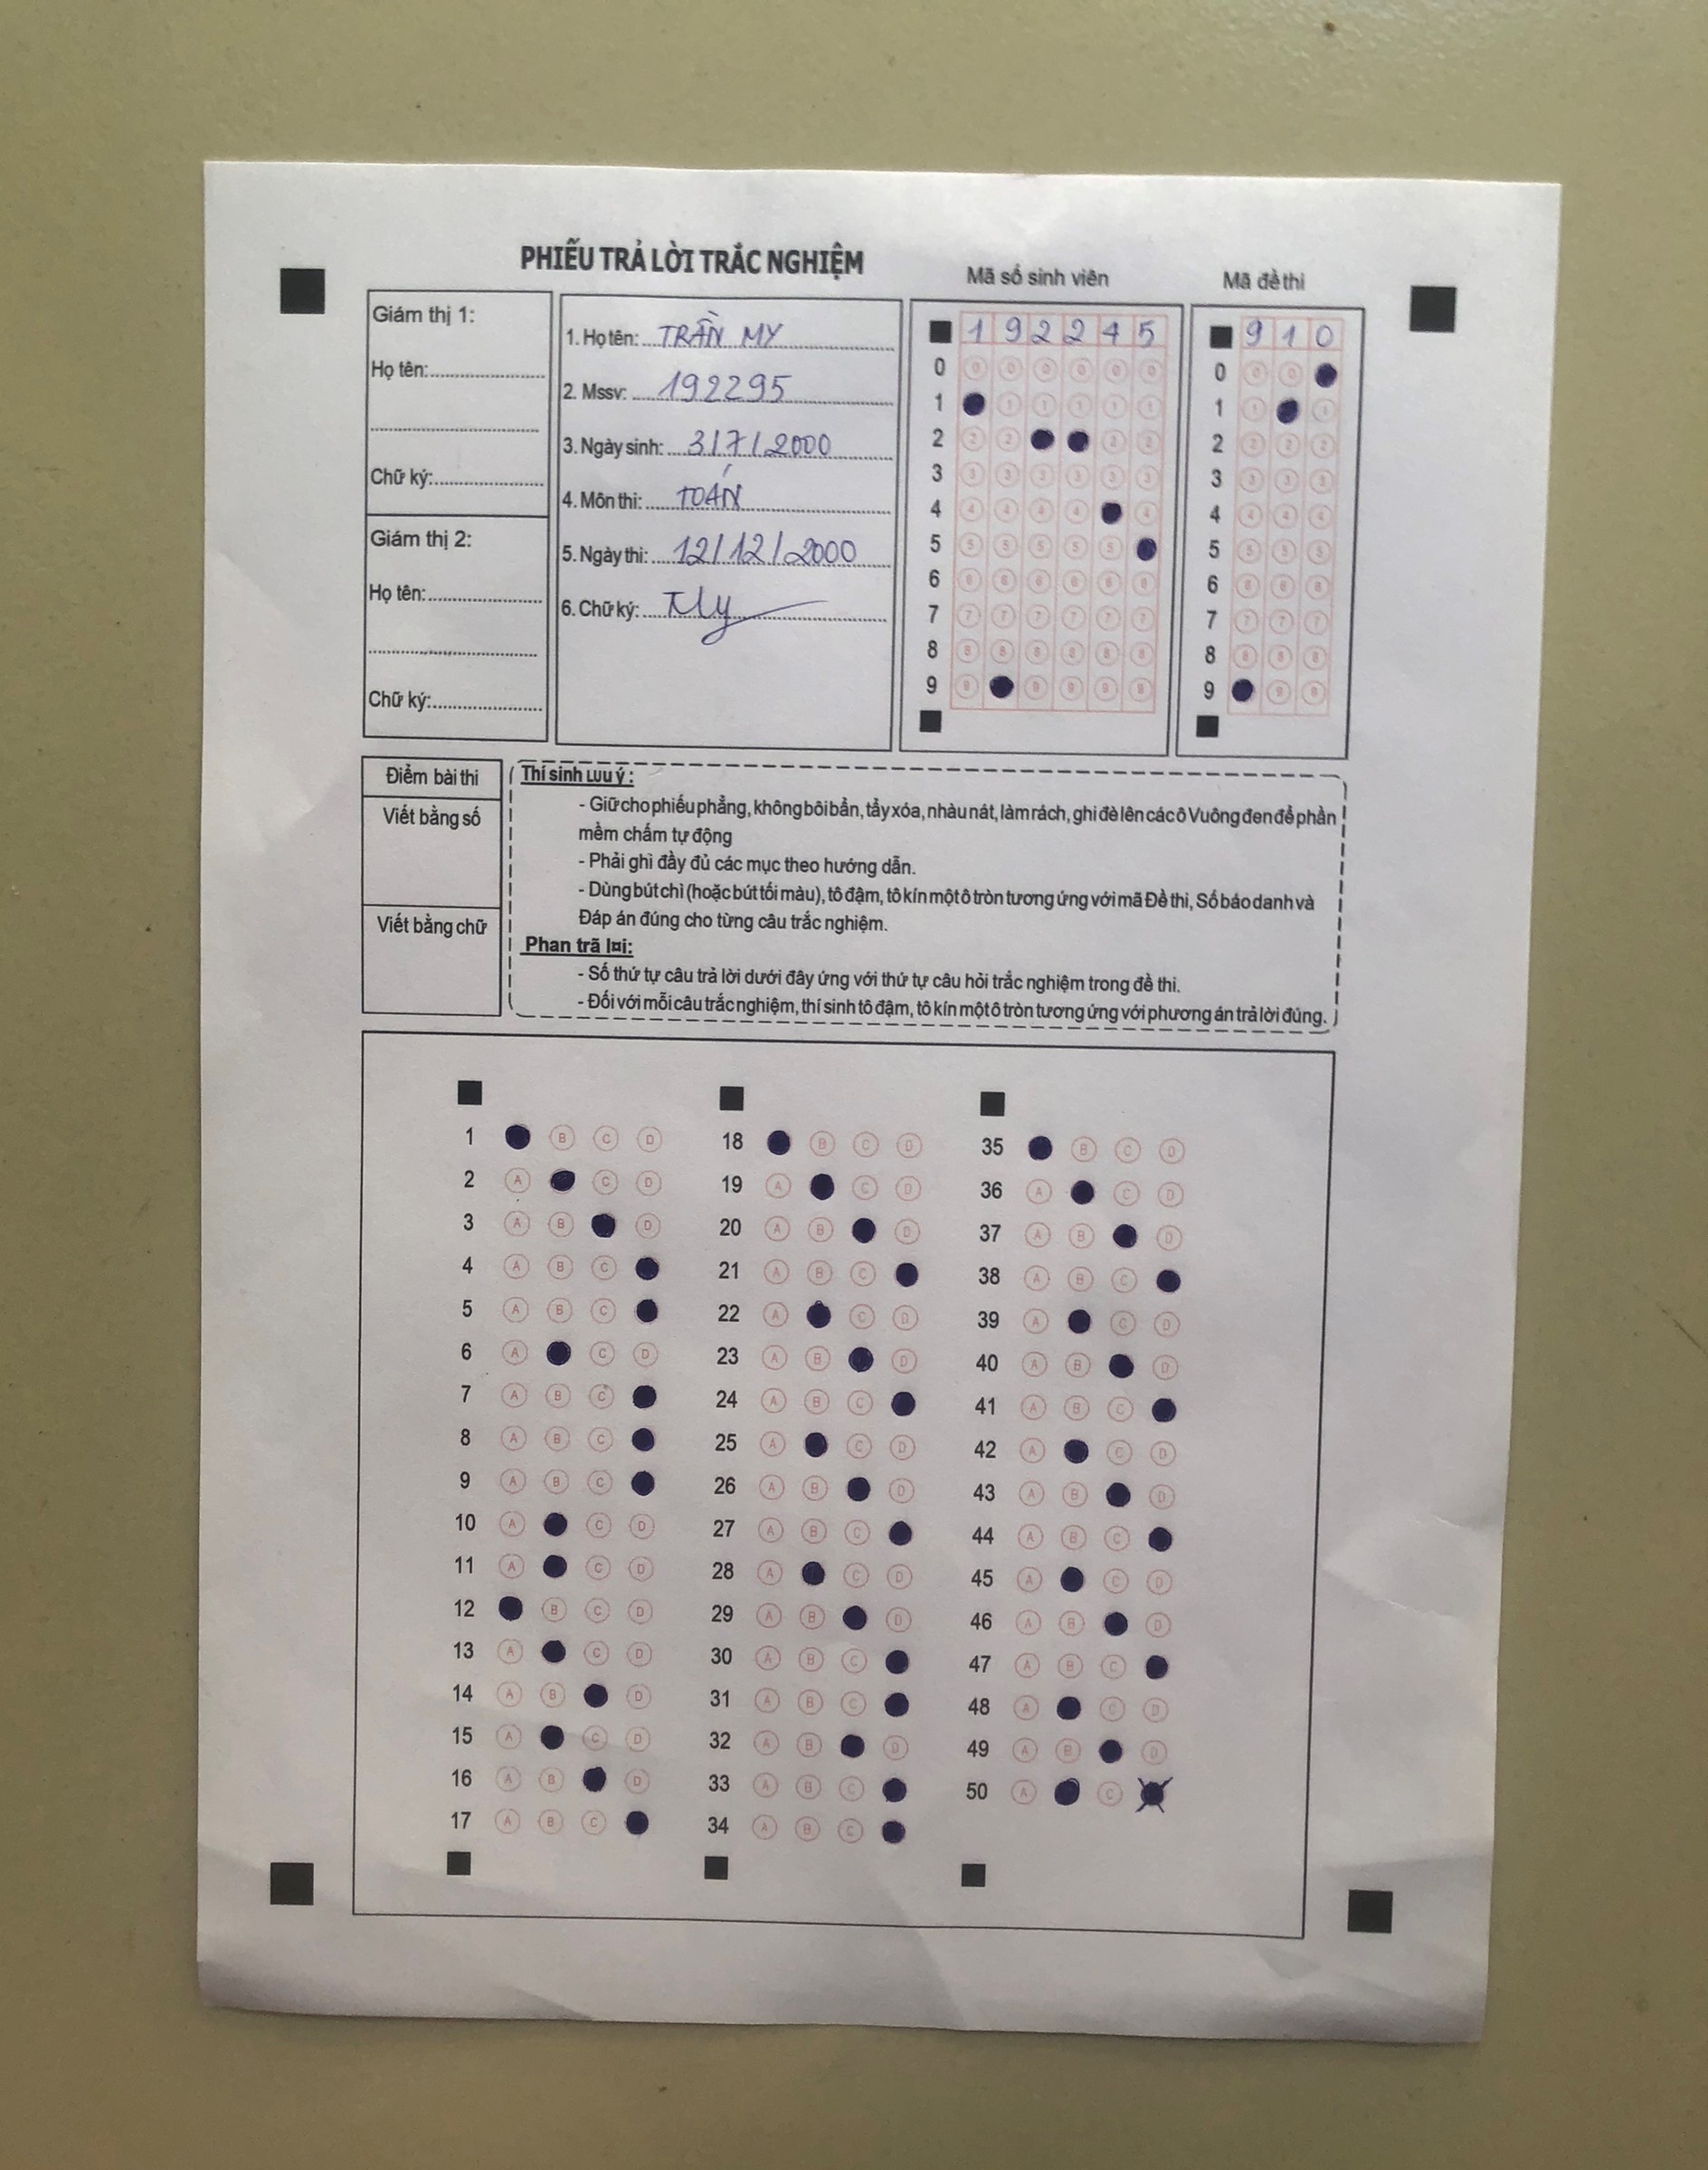 PHIẾU TRẢ LỜI TRẮC NGHIỆM
Mã số sinh viên
Mã đề thi
Giám thị 1:
Họ tên:
Chữ ký:
Giám thị 2:
Họ tên:
Chữ ký:
1. Họ tên: TRẦN MY
2. Mssv: 192295
3. Ngày sinh: 3/7/2000
4. Môn thi: TOÁN
5. Ngày thi: 12/12/2000
6. Chữ ký: My
1 9 2 2 4 5
0 0 0 0 0 0 0
1 1 1 1 1 1
2 2 2 2 2
3 3 3 3 3 3 3
4 4 4 4 4 4
5 5 5 5 5 5
6 6 6 6 6 6 6
7 7 7 7 7 7 7
8 8 8 8 8 8 8
9 9 9 9 9 9
9 1 0
0 0 0
1 1 1
2 2 2 2
3 3 3 3
4 4 4 4
5 5 5 5
6 6 6 6
7 7 7 7
8 8 8 8
9 9 9
Điểm bài thi
Viết bằng số
Viết bằng chữ
Thí sinh Lưu ý:
- Giữ cho phiếu phẳng, không bôi bẩn, tẩy xóa, nhàu nát, làm rách, ghi đè lên các ô Vuông đen để phần
mềm chấm tự động
- Phải ghì đầy đủ các mục theo hướng dẫn.
- Dùng bút chì (hoặc bút tối màu), tô đậm, tô kín một ô tròn tương ứng với mã Đề thi, Số báo danh và
Đáp án đúng cho từng câu trắc nghiệm.
Phan trã l¤i:
- Số thứ tự câu trả lời dưới đây ứng với thứ tự câu hỏi trắc nghiệm trong đề thi.
- Đối với mỗi câu trắc nghiệm, thí sinh tô đậm, tô kín một ô tròn tương ứng với phương án trả lời đúng.
1 B C D
2 A C D
3 A B D
4 A B C
5 A B C
6 A C D
7 A B C
8 A B C
9 A B C
10 A C D
11 A C D
12 B C D
13 A C D
14 A B D
15 A C D
16 A B D
17 A B C
18 B C D
19 A C D
20 A B D
21 A B C
22 A C D
23 A B D
24 A B C
25 A C D
26 A B D
27 A B C
28 A C D
29 A B D
30 A B C
31 A B C
32 A B D
33 A B C
34 A B C
35 B C D
36 A C D
37 A B D
38 A B C
39 A C D
40 A B D
41 A B C
42 A C D
43 A B D
44 A B C
45 A C D
46 A B D
47 A B C
48 A C D
49 A B D
50 A C